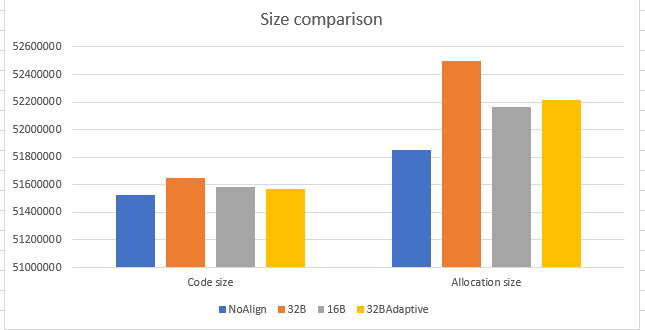 Size comparison
52600000
52400000
52200000
52000000
51800000
51600000
51400000
51200000
51000000
Code size
Allocation size
NoAlign 32B 16B 32BAdaptive